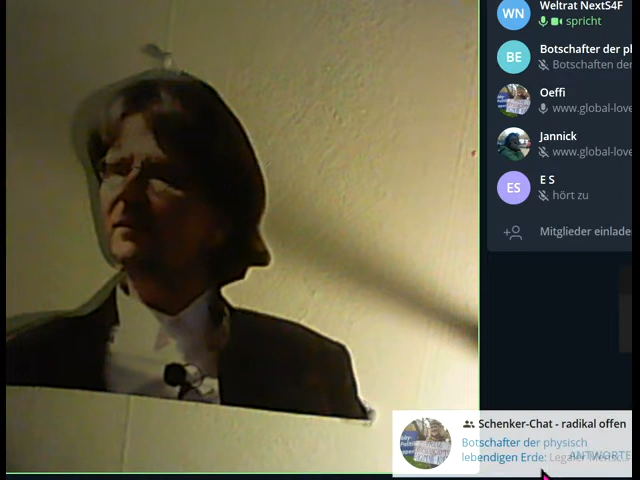 WN
Weltrat NextS4F
spricht
BE
Botschafter der pl
Botschaften der
Oeffi
www.global-love
Jannick
www.global-love
ES
E S
hört zu
Mitglieder einlade
Schenker-Chat - radikal offen
Botschafter der physisch
lebendigen Erde: Legaler
ANTWORTE